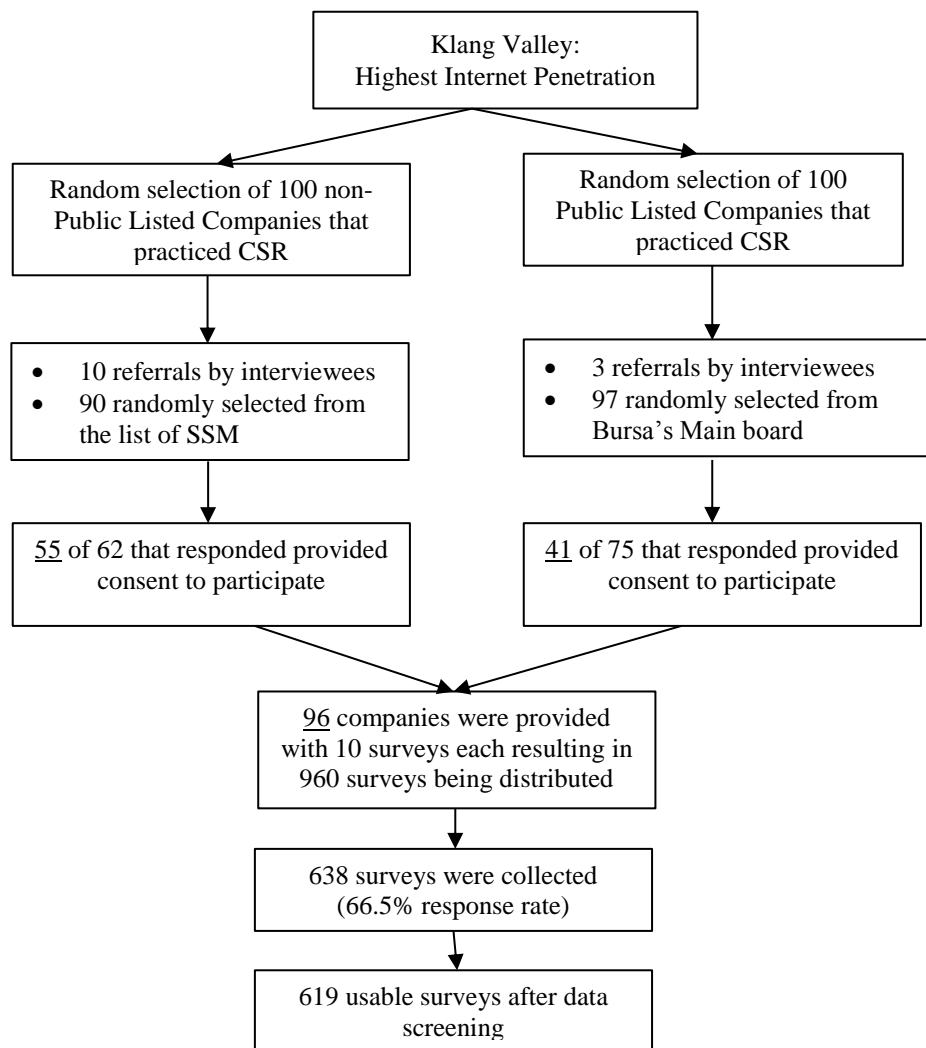 Klang Valley:
Highest Internet Penetration
Random selection of 100 non-
Public Listed Companies that
practiced CSR
Random selection of 100
Public Listed Companies that
practiced CSR
• 10 referrals by interviewees
• 90 randomly selected from
the list of SSM
• 3 referrals by interviewees
• 97 randomly selected from
Bursa’s Main board
55 of 62 that responded provided
consent to participate
41 of 75 that responded provided
consent to participate
96 companies were provided
with 10 surveys each resulting in
960 surveys being distributed
638 surveys were collected
(66.5% response rate)
619 usable surveys after data
screening